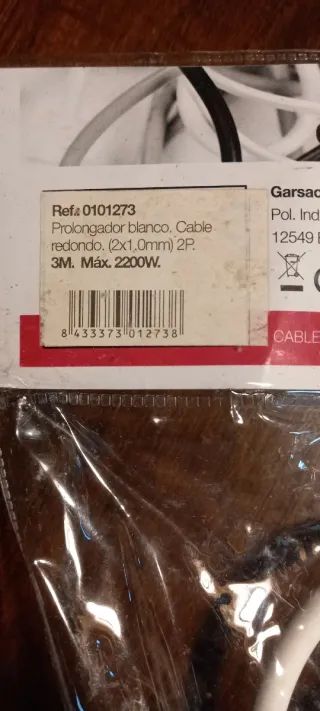 Ref.: 0101273
Prolongador blanco. Cable
redondo. (2x1,0mm) 2P.
3M. Máx. 2200W.
8 433373 012738
Garsac
Pol. Ind
12549
CABLE